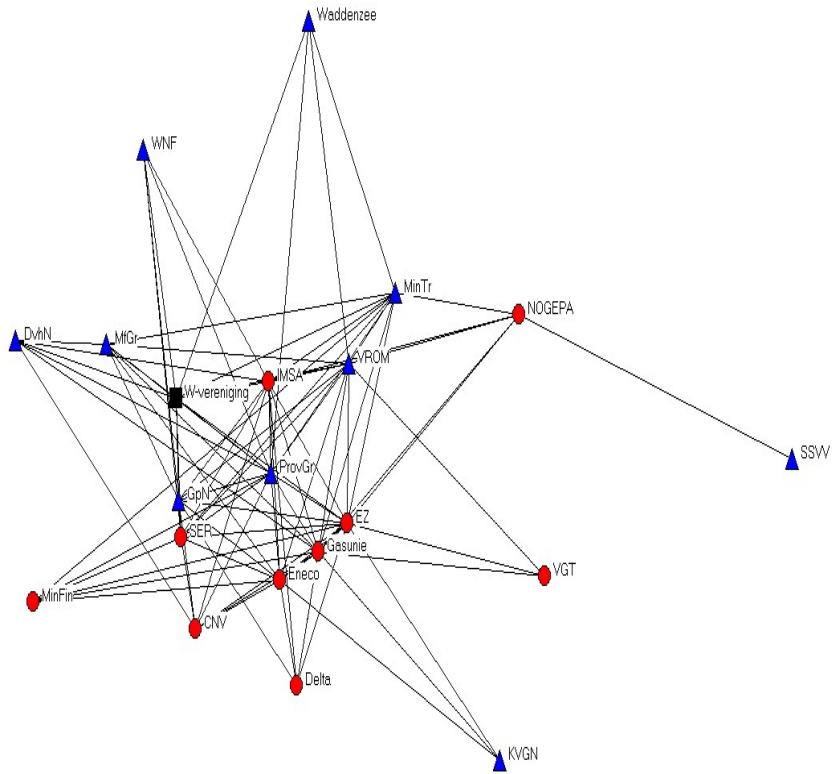 Waddenzee
WNF
MinTr
NOGEPA
DvhN
MfGr
VROM
IMSA
W-vereniging
SSVV
ProvGr
GpN
EZ
SER
Gasunie
VGT
Eneco
MinFin
CNV
Delta
KVGN